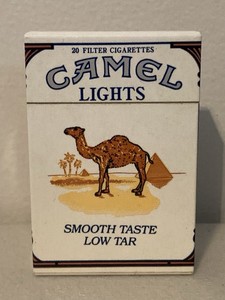 20 FILTER CIGARETTES
CAMEL
LIGHTS
SMOOTH TASTE
LOW TAR